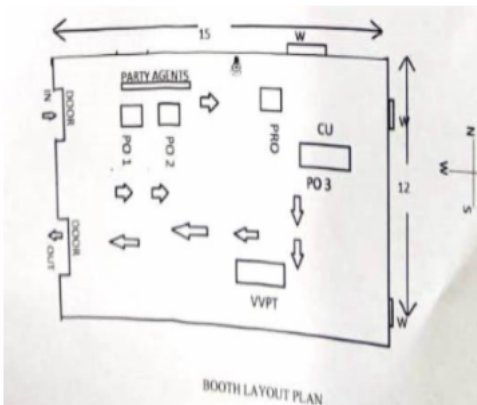 15
W
PARTY AGENTS
DOOR
IN
PO 1
PO 2
PRO
CU
PO 3
W
12
N
W
S
DOOR
OUT
VVPT
W
BOOTH LAYOUT PLAN